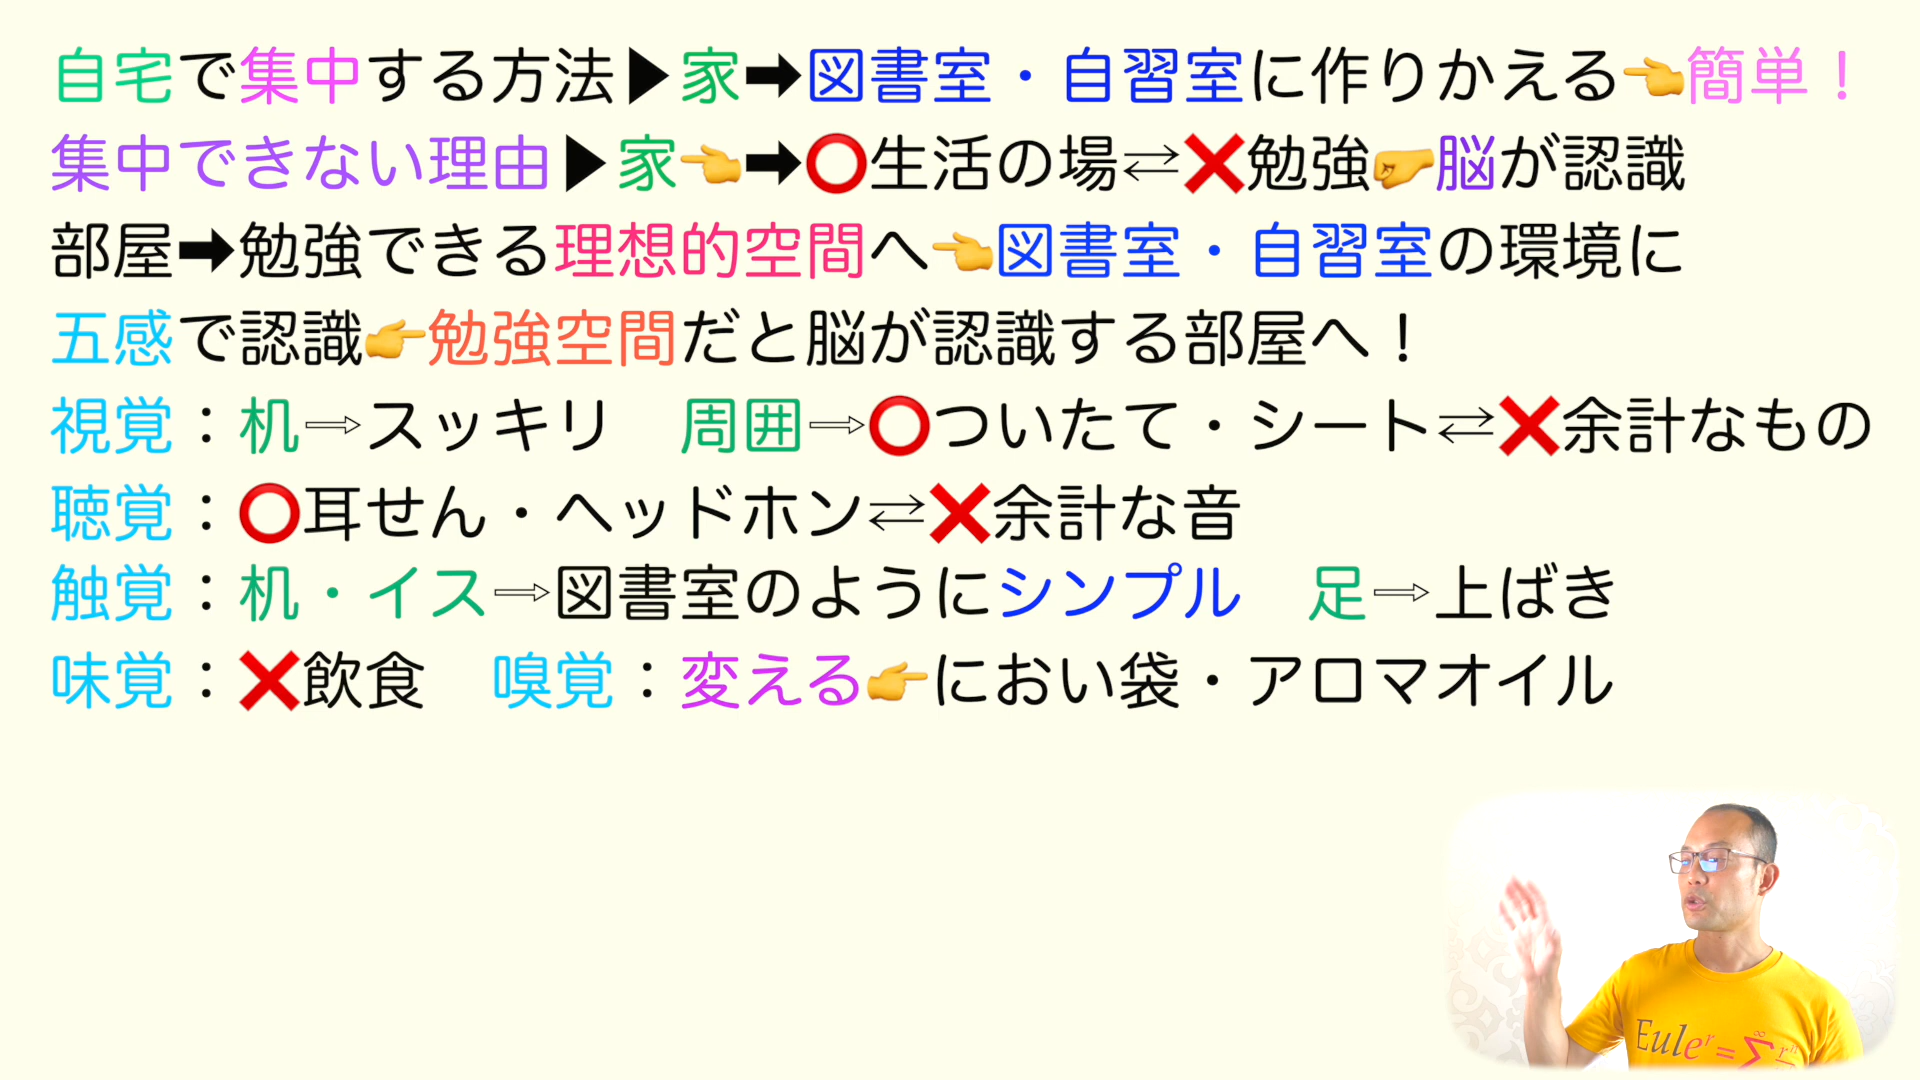 自宅で集中する方法▶家➡図書室・自習室に作りかえる👈簡単！
集中できない理由▶家👈➡⭕生活の場⇄❌勉強🤛脳が認識
部屋➡勉強できる理想的空間へ👈図書室・自習室の環境に
五感で認識👉勉強空間だと脳が認識する部屋へ！
視覚：机⇨スッキリ　周囲⇨⭕ついたて・シート⇄❌余計なもの
聴覚：⭕耳せん・ヘッドホン⇄❌余計な音
触覚：机・イス⇨図書室のようにシンプル　足⇨上ばき
味覚：❌飲食　嗅覚：変える👉におい袋・アロマオイル
Euler=∑